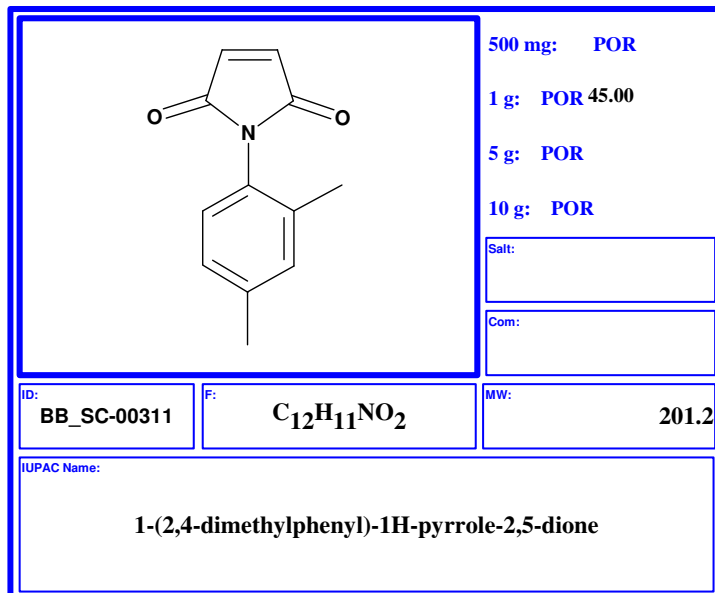 O
O
N
500 mg: POR
1 g: POR 45.00
5 g: POR
10 g: POR
Salt:
Com:
ID:
BB_SC-00311
F:
C12H11NO2
MW:
201.2
IUPAC Name:
1-(2,4-dimethylphenyl)-1H-pyrrole-2,5-dione